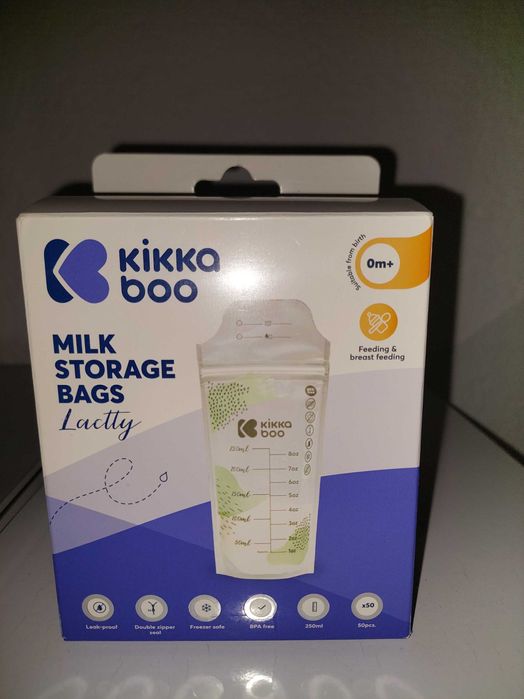 Kikka
boo
Suitable from birth
0m+
Feeding &
breast feeding
MILK
STORAGE
BAGS
Lactty
Kikka
boo
250ml
8oz
200ml
7oz
6oz
150ml
5oz
4oz
100ml
3oz
2oz
50ml
1oz
Leak-proof
Double zipper
seal
Freezer safe
BPA free
250ml
x50
50pcs.